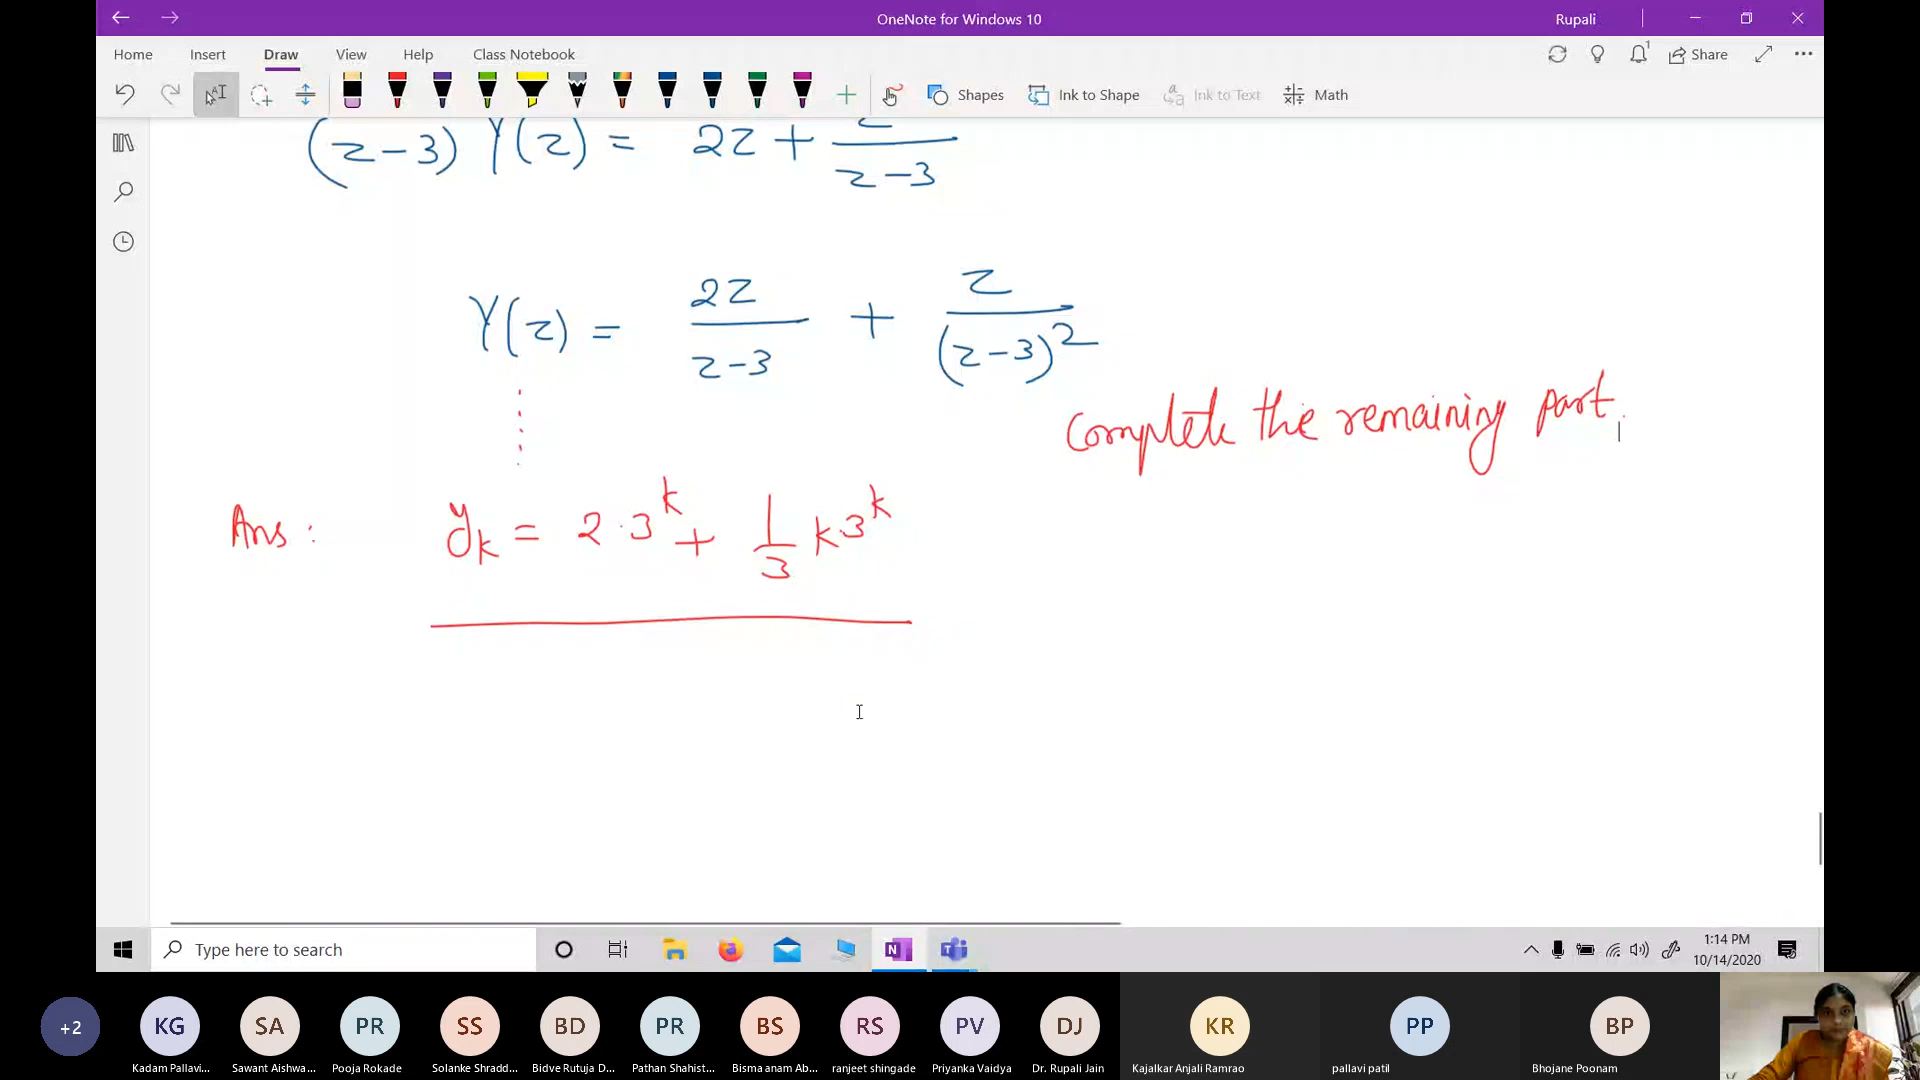 OneNote for Windows 10
Rupali
Home Insert Draw View Help Class Notebook
Share
Shapes Ink to Shape Ink to Text Math
(z-3) Y(z) = 2z + z/(z-3)
Y(z) = 2z/(z-3) + z/(z-3)^2
Complete the remaining part.
Ans : y_k = 2·3^k + 1/3 k·3^k
Type here to search
1:14 PM
10/14/2020
+2 KG SA PR SS BD PR BS RS PV DJ KR PP BP
Kadam Pallavi... Sawant Aishwa... Pooja Rokade Solanke Shradd... Bidve Rutuja D... Pathan Shahist... Bisma anam Ab... ranjeet shingade Priyanka Vaidya Dr. Rupali Jain Kajalkar Anjali Ramrao pallavi patil Bhojane Poonam